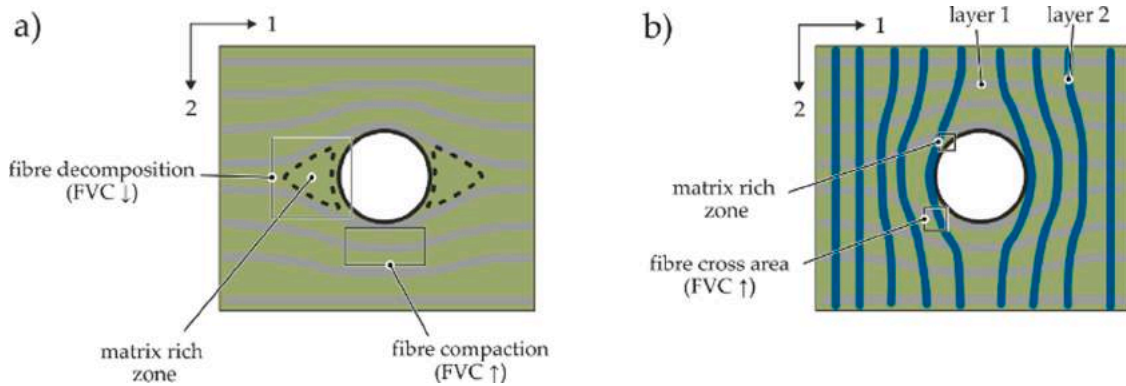 a)
1
2
fibre decomposition
(FVC ↓)
matrix rich
zone
fibre compaction
(FVC ↑)
b)
1
2
layer 1
layer 2
matrix rich
zone
fibre cross area
(FVC ↑)